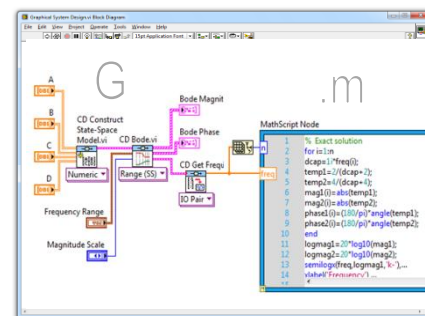 Graphical System Design.vi Block Diagram
File Edit View Project Operate Tools Window Help
15pt Application Font
G
.m
A
B
C
D
CD Construct
State-Space
Model.vi
Numeric
CD Bode.vi
Range (SS)
Bode Magnit
Bode Phase
CD Get Frequ
IO Pair
Frequency Range
Magnitude Scale
MathScript Node
n
freq
1 % Exact solution
2 for i=1:n
3 dcap=1i*freq(i);
4 temp1=2/(dcap+2);
5 temp2=4/(dcap+4);
6 mag1(i)=abs(temp1);
7 mag2(i)=abs(temp2);
8 phase1(i)=(180/pi)*angle(temp1);
9 phase2(i)=(180/pi)*angle(temp2);
10 end
11 logmag1=20*log10(mag1);
12 logmag2=20*log10(mag2);
13 semilogx(freq,logmag1,'k-'),...
14 xlabel('Frequency')
15